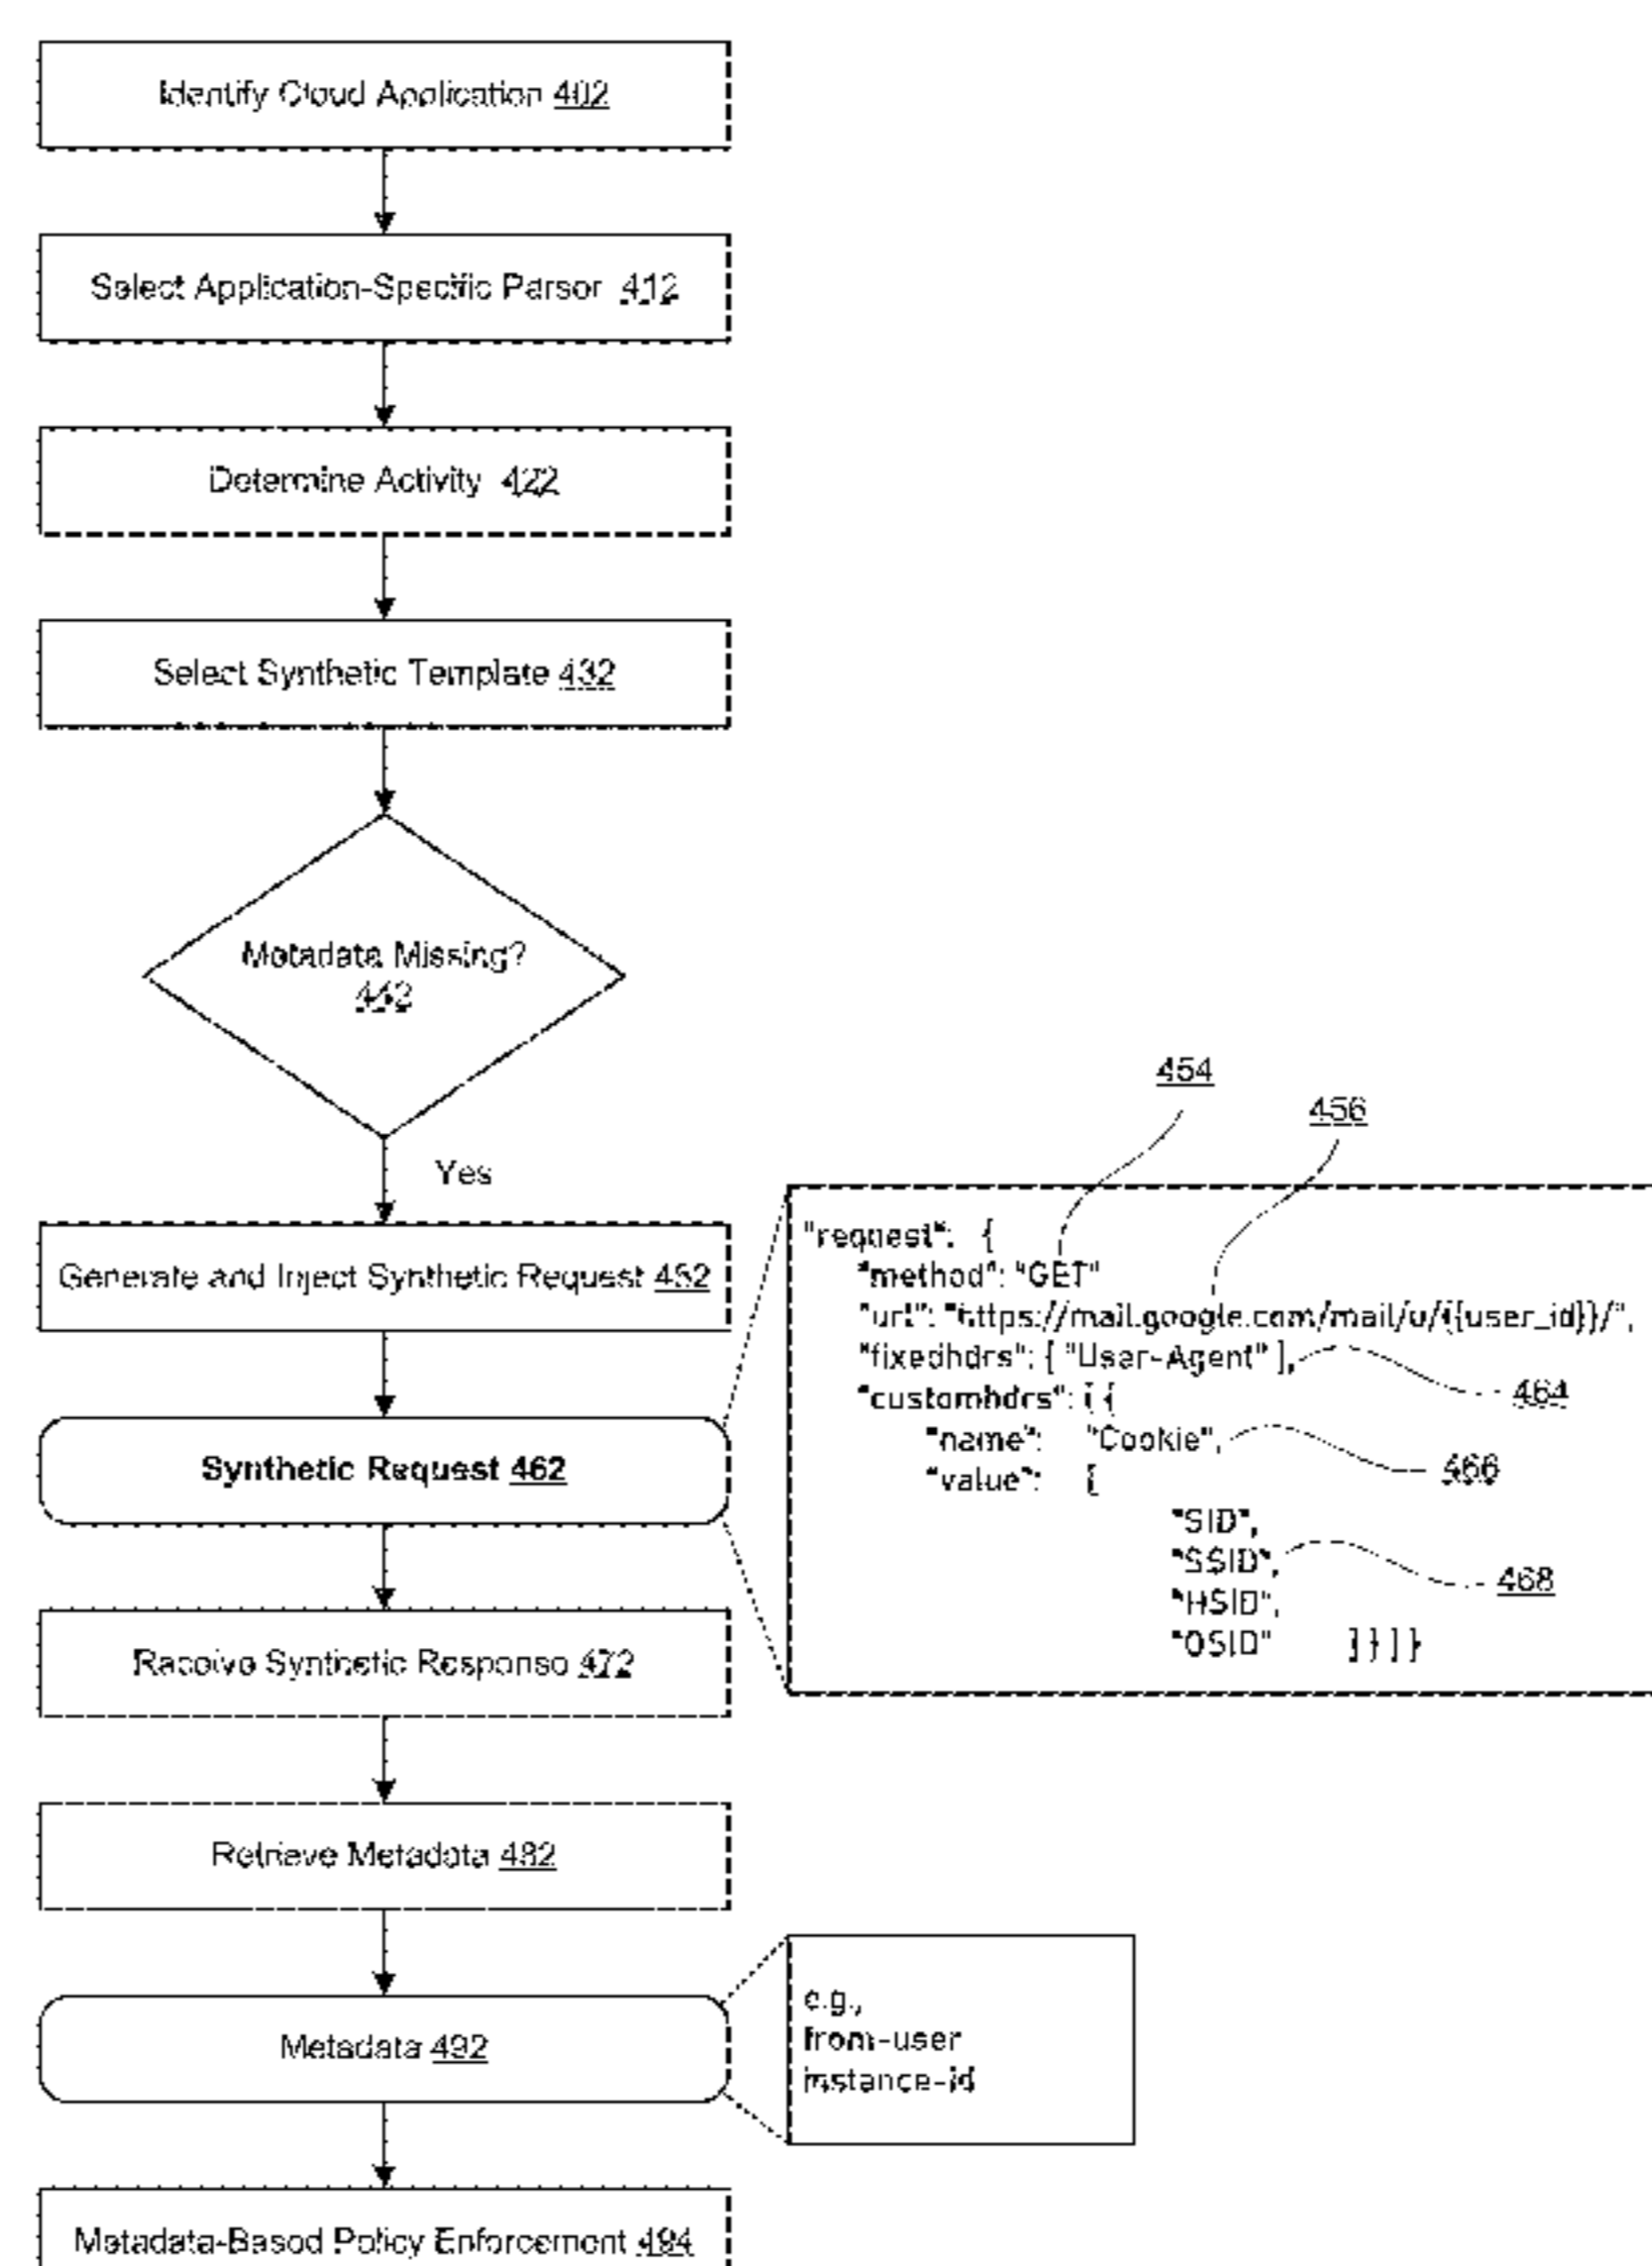 Identify Cloud Application 402
Select Application-Specific Parser 412
Determine Activity 422
Select Synthetic Template 432
Metadata Missing?
442
Yes
Generate and Inject Synthetic Request 452
454
456
"request": {
"method": "GET"
"url": "https://mail.google.com/mail/u/{{user_id}}/",
"fixedhdrs": [ "User-Agent" ],
464
"customhdrs": [ {
"name": "Cookie",
466
"value": [
"SID",
"SSID",
468
"HSID",
"OSID" ] } ] }
Synthetic Request 462
Receive Synthetic Response 472
Retrieve Metadata 482
Metadata 492
e.g.,
from-user
instance-id
Metadata-Based Policy Enforcement 494